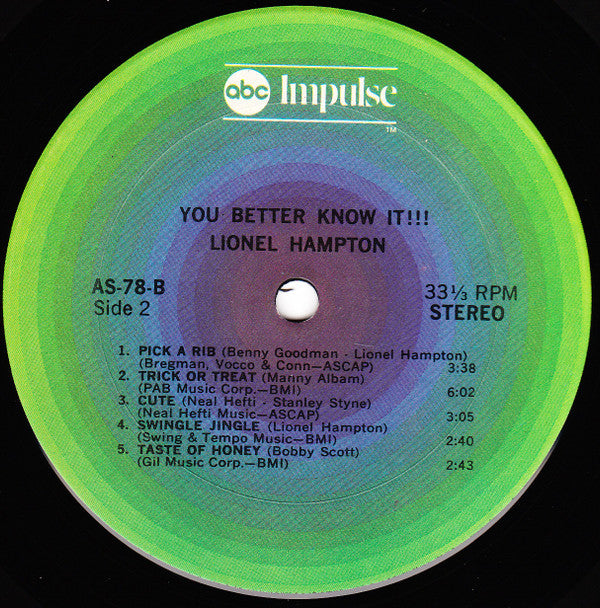 abc Impulse
TM
YOU BETTER KNOW IT!!!
LIONEL HAMPTON
AS-78-B
Side 2
33⅓ RPM
STEREO
1. PICK A RIB (Benny Goodman - Lionel Hampton)
(Bregman, Vocco & Conn—ASCAP) 3:38
2. TRICK OR TREAT (Manny Albam)
(PAB Music Corp.—BMI) 6:02
3. CUTE (Neal Hefti - Stanley Styne)
(Neal Hefti Music—ASCAP) 3:05
4. SWINGLE JINGLE (Lionel Hampton)
(Swing & Tempo Music—BMI) 2:40
5. TASTE OF HONEY (Bobby Scott)
(Gil Music Corp.—BMI) 2:43